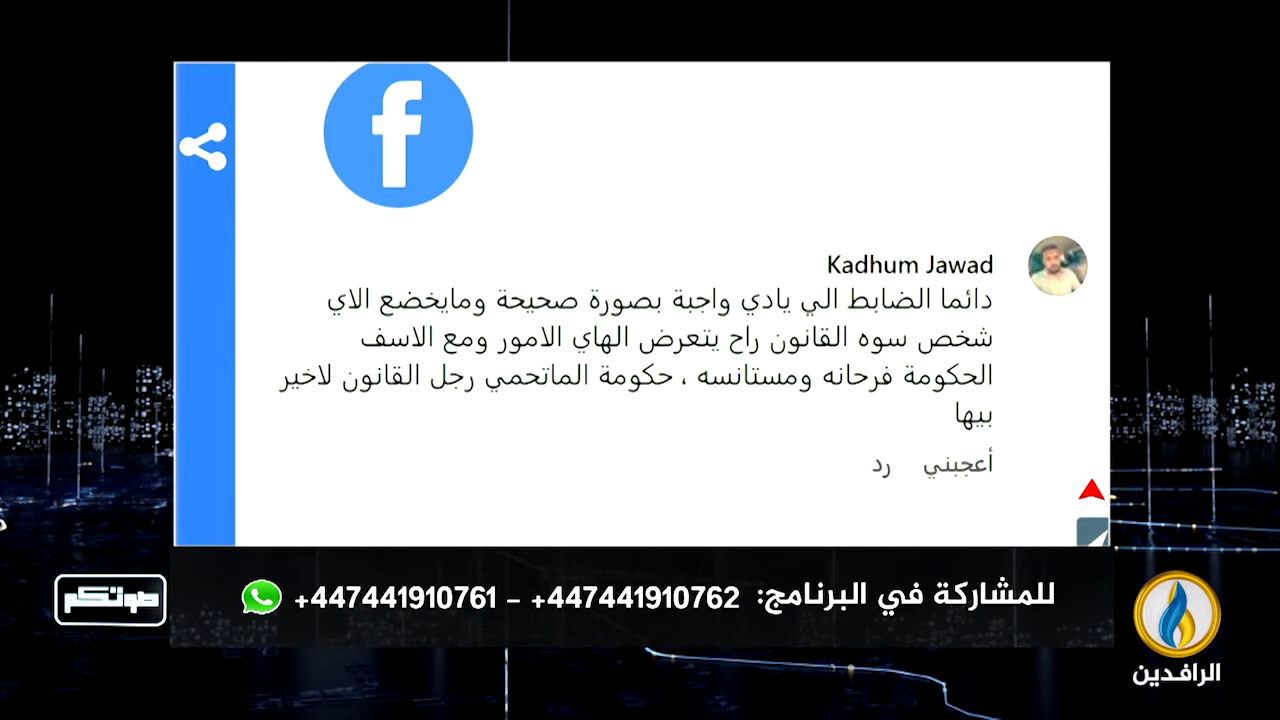 Kadhum Jawad
دائما الضابط الي يادي واجبة بصورة صحيحة ومايخضع الاي
شخص سوه القانون راح يتعرض الهاي الامور ومع الاسف
الحكومة فرحانه ومستانسه ، حكومة الماتحمي رجل القانون لاخير
بيها
أعجبني رد
للمشاركة في البرنامج: 447441910762+ – 447441910761+
صوتكم
الرافدين